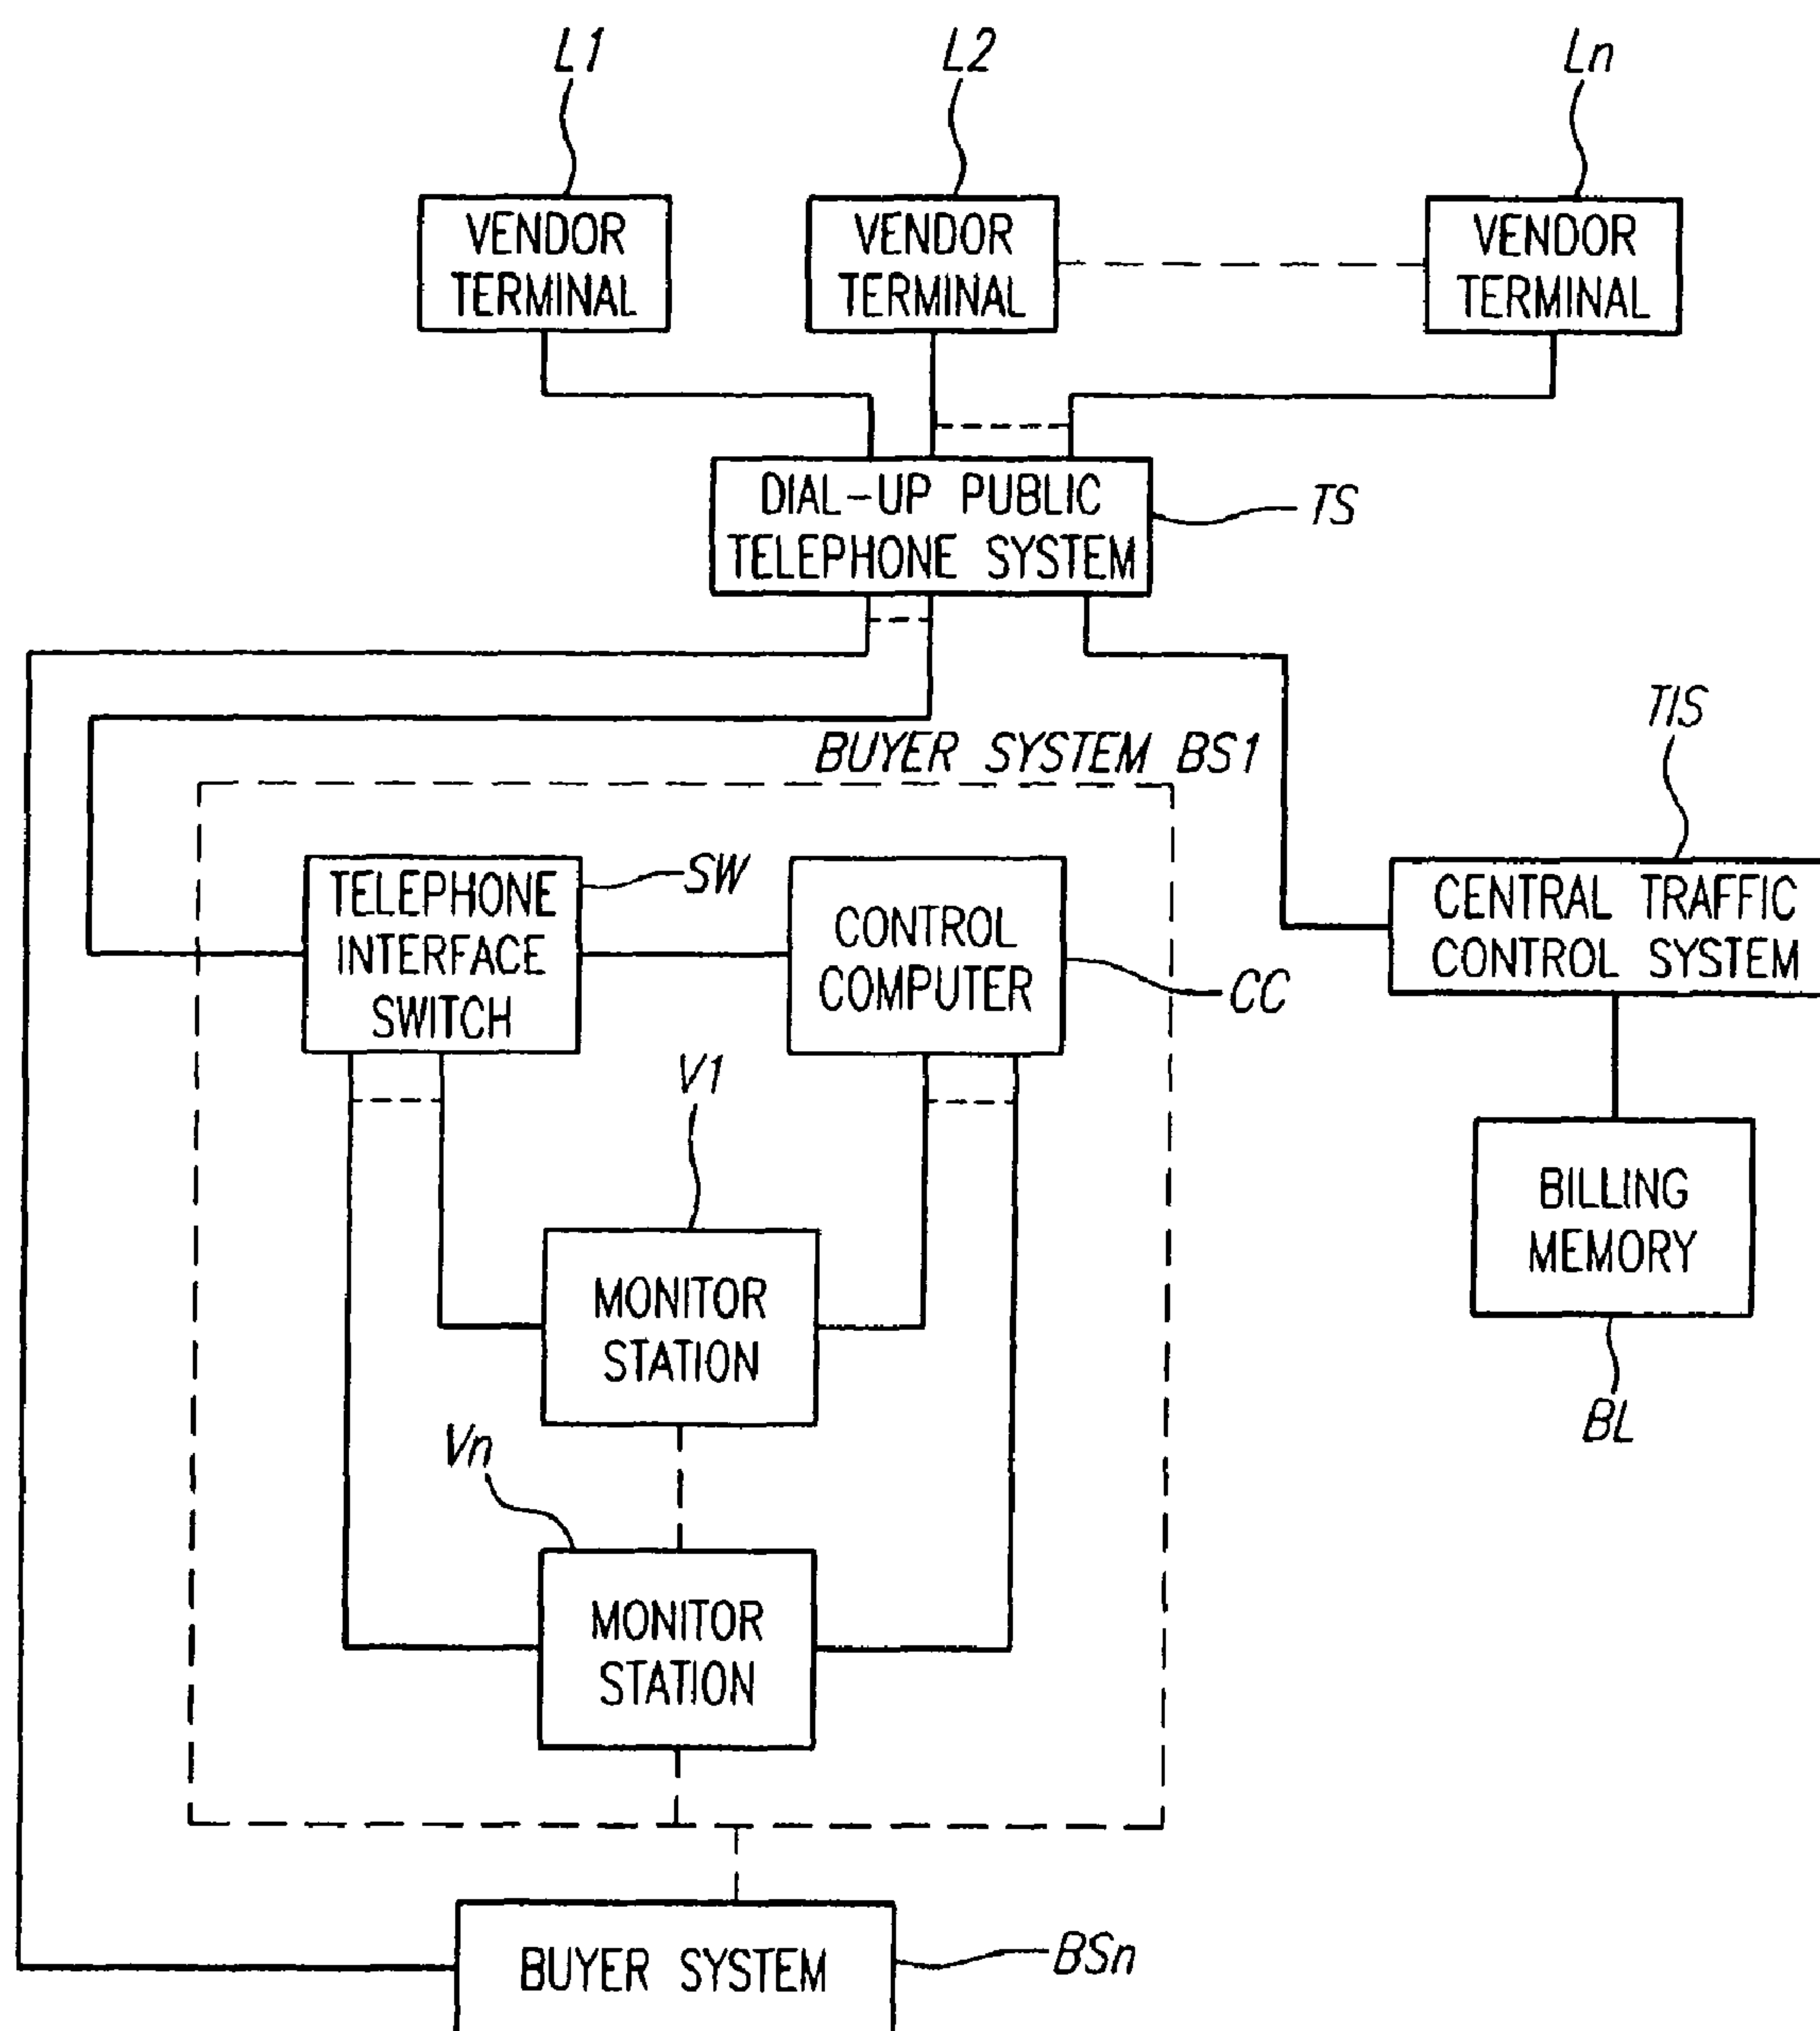 L1
L2
Ln
VENDOR
TERMINAL
VENDOR
TERMINAL
VENDOR
TERMINAL
DIAL-UP PUBLIC
TELEPHONE SYSTEM
TS
BUYER SYSTEM BS1
TIS
TELEPHONE
INTERFACE
SWITCH
SW
CONTROL
COMPUTER
CC
CENTRAL TRAFFIC
CONTROL SYSTEM
V1
BILLING
MEMORY
MONITOR
STATION
BL
Vn
MONITOR
STATION
BUYER SYSTEM
BSn